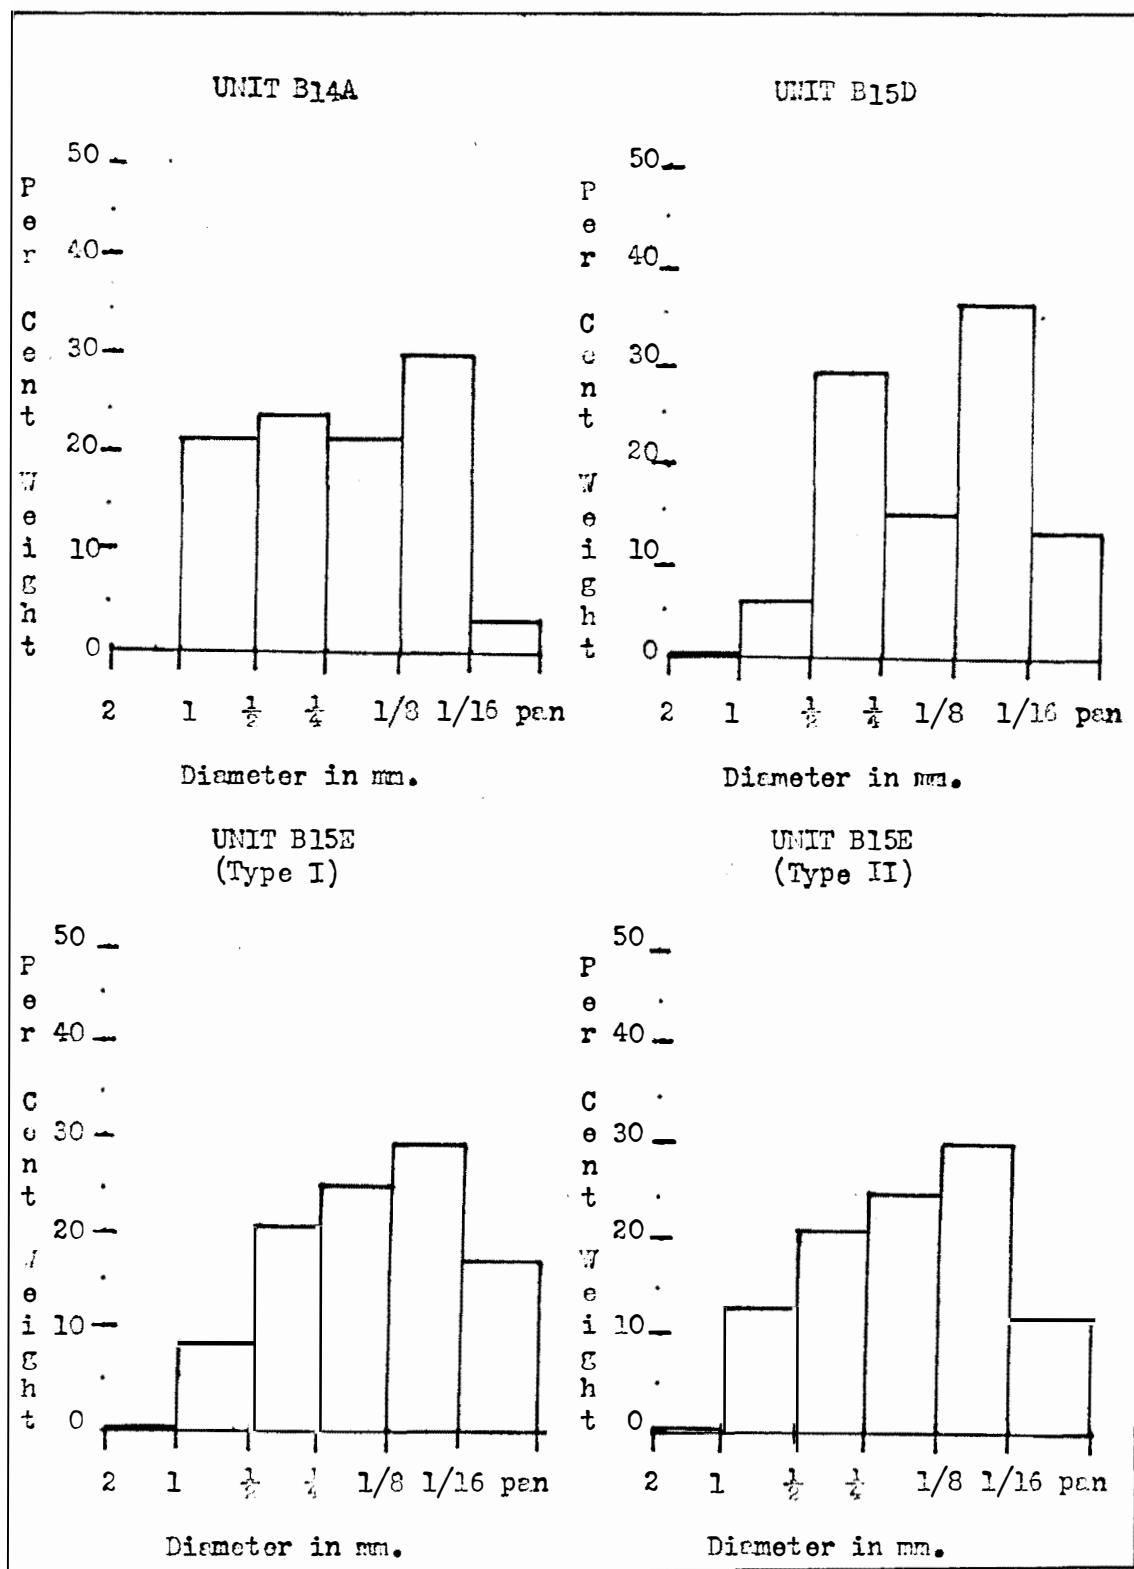 UNIT B14A
Per Cent Weight
50
40
30
20
10
0
2 1 ½ ¼ 1/8 1/16 pan
Diameter in mm.
UNIT B15D
Per Cent Weight
50
40
30
20
10
0
2 1 ½ ¼ 1/8 1/16 pan
Diameter in mm.
UNIT B15E
(Type I)
Per Cent Weight
50
40
30
20
10
0
2 1 ½ ¼ 1/8 1/16 pan
Diameter in mm.
UNIT B15E
(Type II)
Per Cent Weight
50
40
30
20
10
0
2 1 ½ ¼ 1/8 1/16 pan
Diameter in mm.